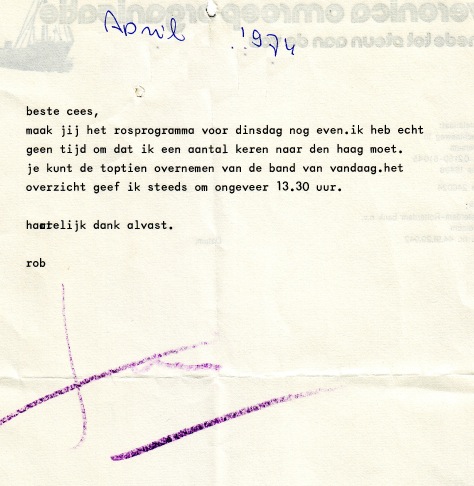 April '974
beste cees,
maak jij het rosprogramma voor dinsdag nog even.ik heb echt
geen tijd om dat ik een aantal keren naar den haag moet.
je kunt de toptien overnemen van de band van vandaag.het
overzicht geef ik steeds om ongeveer 13.30 uur.
hartelijk dank alvast.
rob